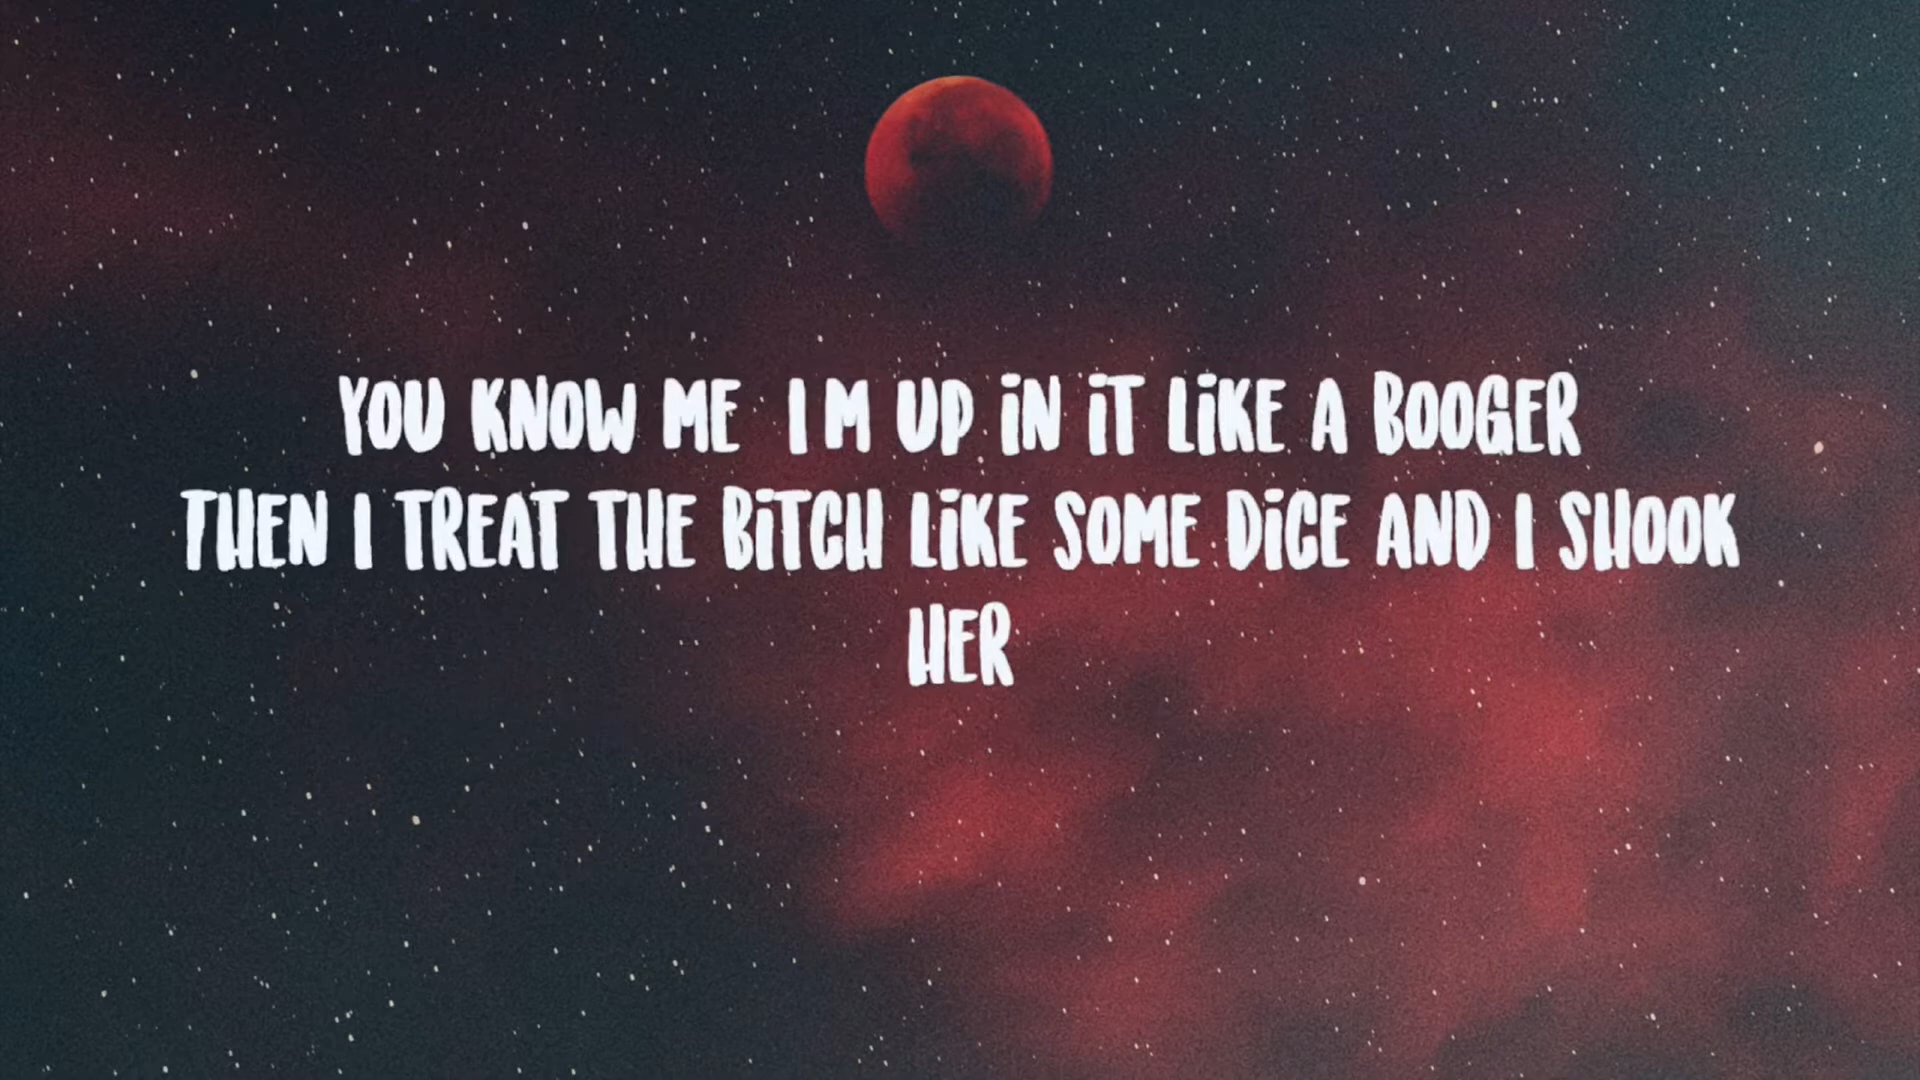 YOU KNOW ME I M UP iN iT LiKE A BOOGER
THEN I TREAT THE BiTCH LiKE SOME DiCE AND I SHOOK
HER